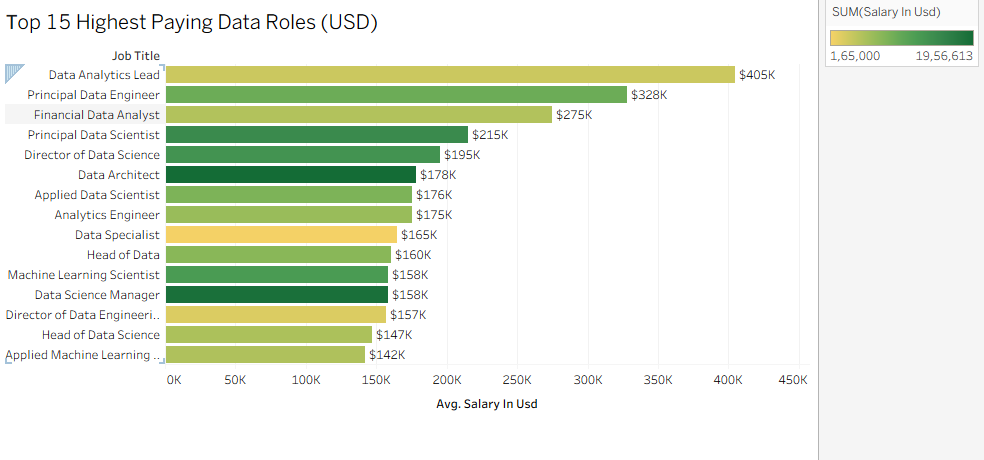 Top 15 Highest Paying Data Roles (USD)
SUM(Salary In Usd)
1,65,000 19,56,613
Job Title
Data Analytics Lead $405K
Principal Data Engineer $328K
Financial Data Analyst $275K
Principal Data Scientist $215K
Director of Data Science $195K
Data Architect $178K
Applied Data Scientist $176K
Analytics Engineer $175K
Data Specialist $165K
Head of Data $160K
Machine Learning Scientist $158K
Data Science Manager $158K
Director of Data Engineeri.. $157K
Head of Data Science $147K
Applied Machine Learning .. $142K
0K 50K 100K 150K 200K 250K 300K 350K 400K 450K
Avg. Salary In Usd